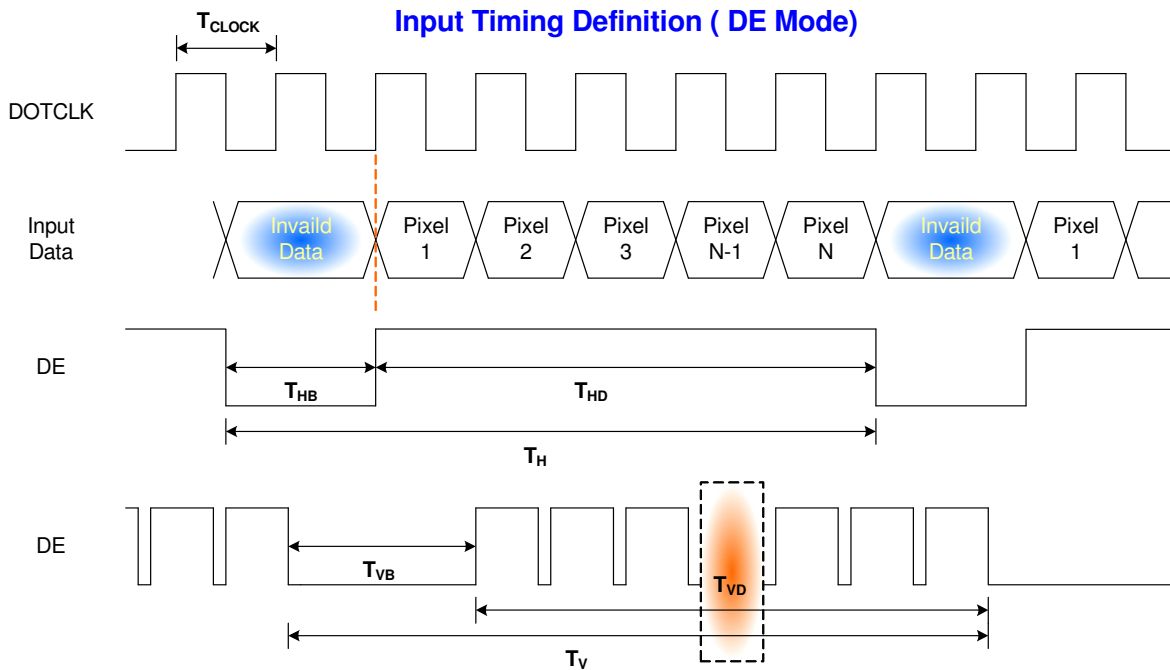 Input Timing Definition ( DE Mode)
TCLOCK
DOTCLK
Input
Data
Invaild
Data
Pixel
1
Pixel
2
Pixel
3
Pixel
N-1
Pixel
N
Invaild
Data
Pixel
1
DE
THB
THD
TH
DE
TVB
TVD
TV